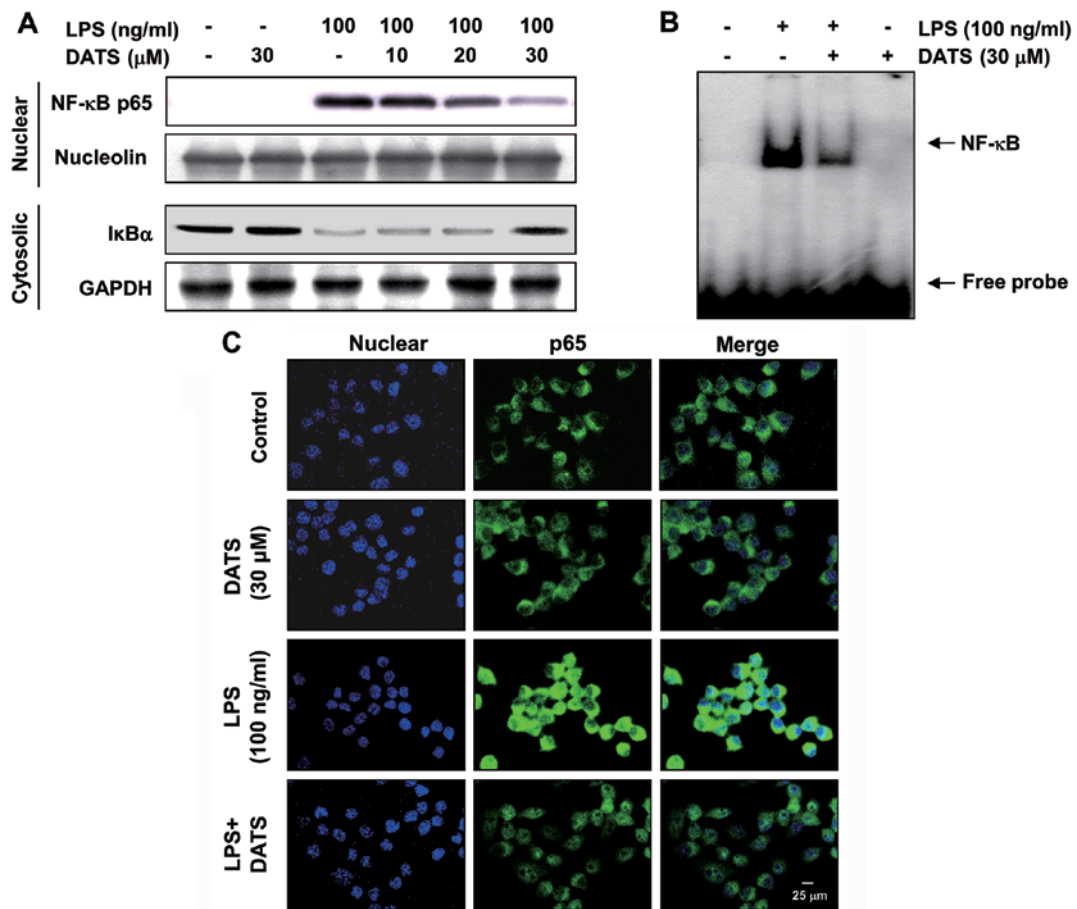 A
LPS (ng/ml) - - 100 100 100 100
DATS (μM) - 30 - 10 20 30
Nuclear
NF-κB p65
Nucleolin
Cytosolic
IκBα
GAPDH
B
- + + - LPS (100 ng/ml)
- - + + DATS (30 μM)
← NF-κB
← Free probe
C
Nuclear p65 Merge
Control
DATS
(30 μM)
LPS
(100 ng/ml)
LPS+
DATS
25 μm